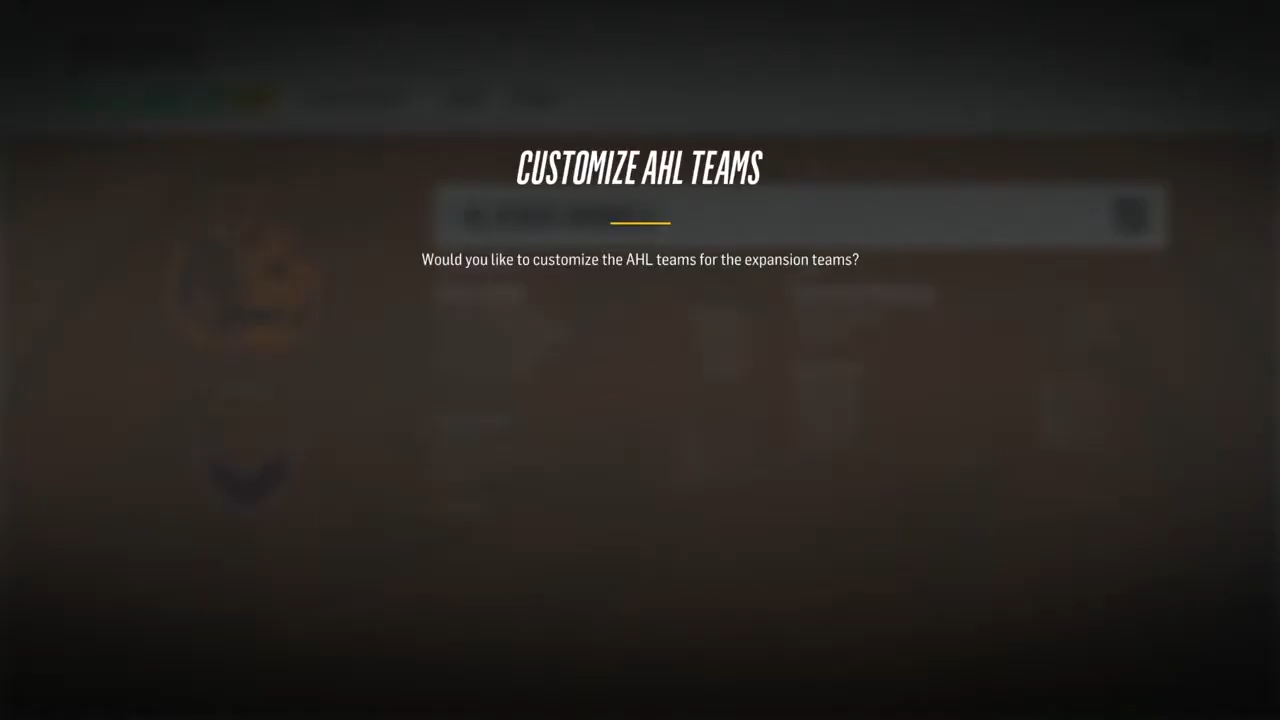 CUSTOMIZE AHL TEAMS
Would you like to customize the AHL teams for the expansion teams?